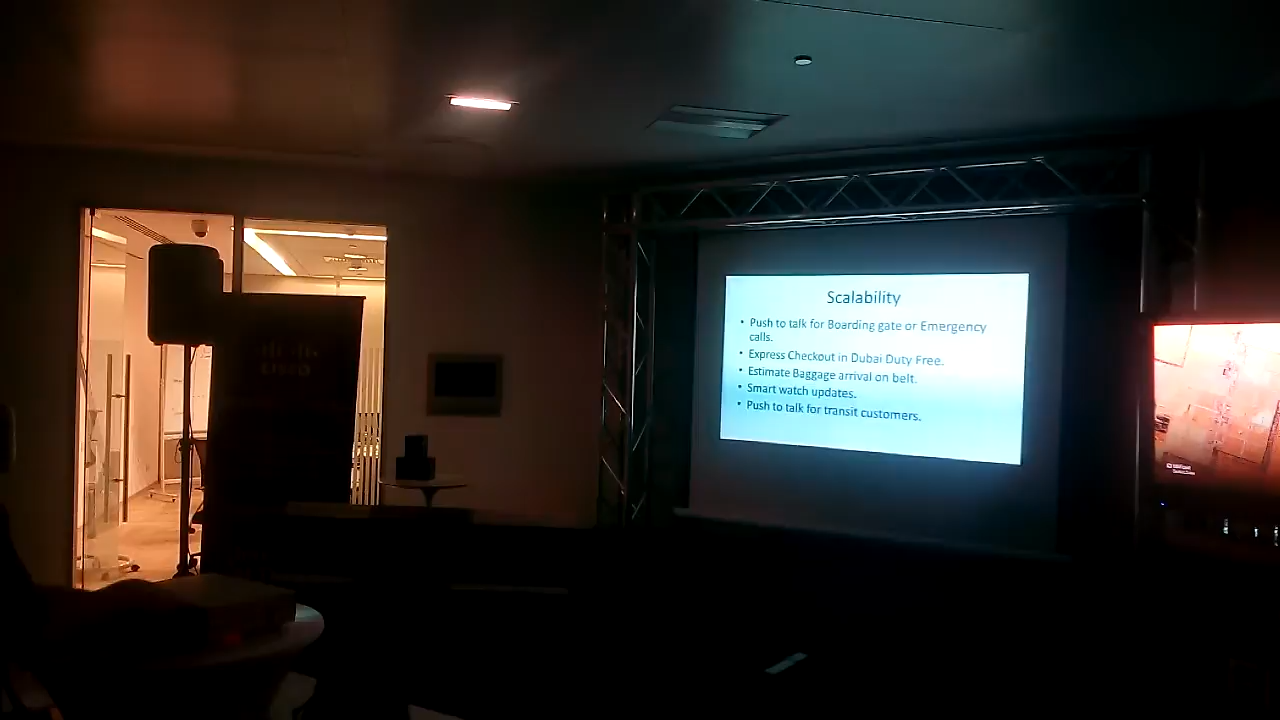 Scalability
• Push to talk for Boarding gate or Emergency
calls.
• Express Checkout in Dubai Duty Free.
• Estimate Baggage arrival on belt.
• Smart watch updates.
• Push to talk for transit customers.
CISCO